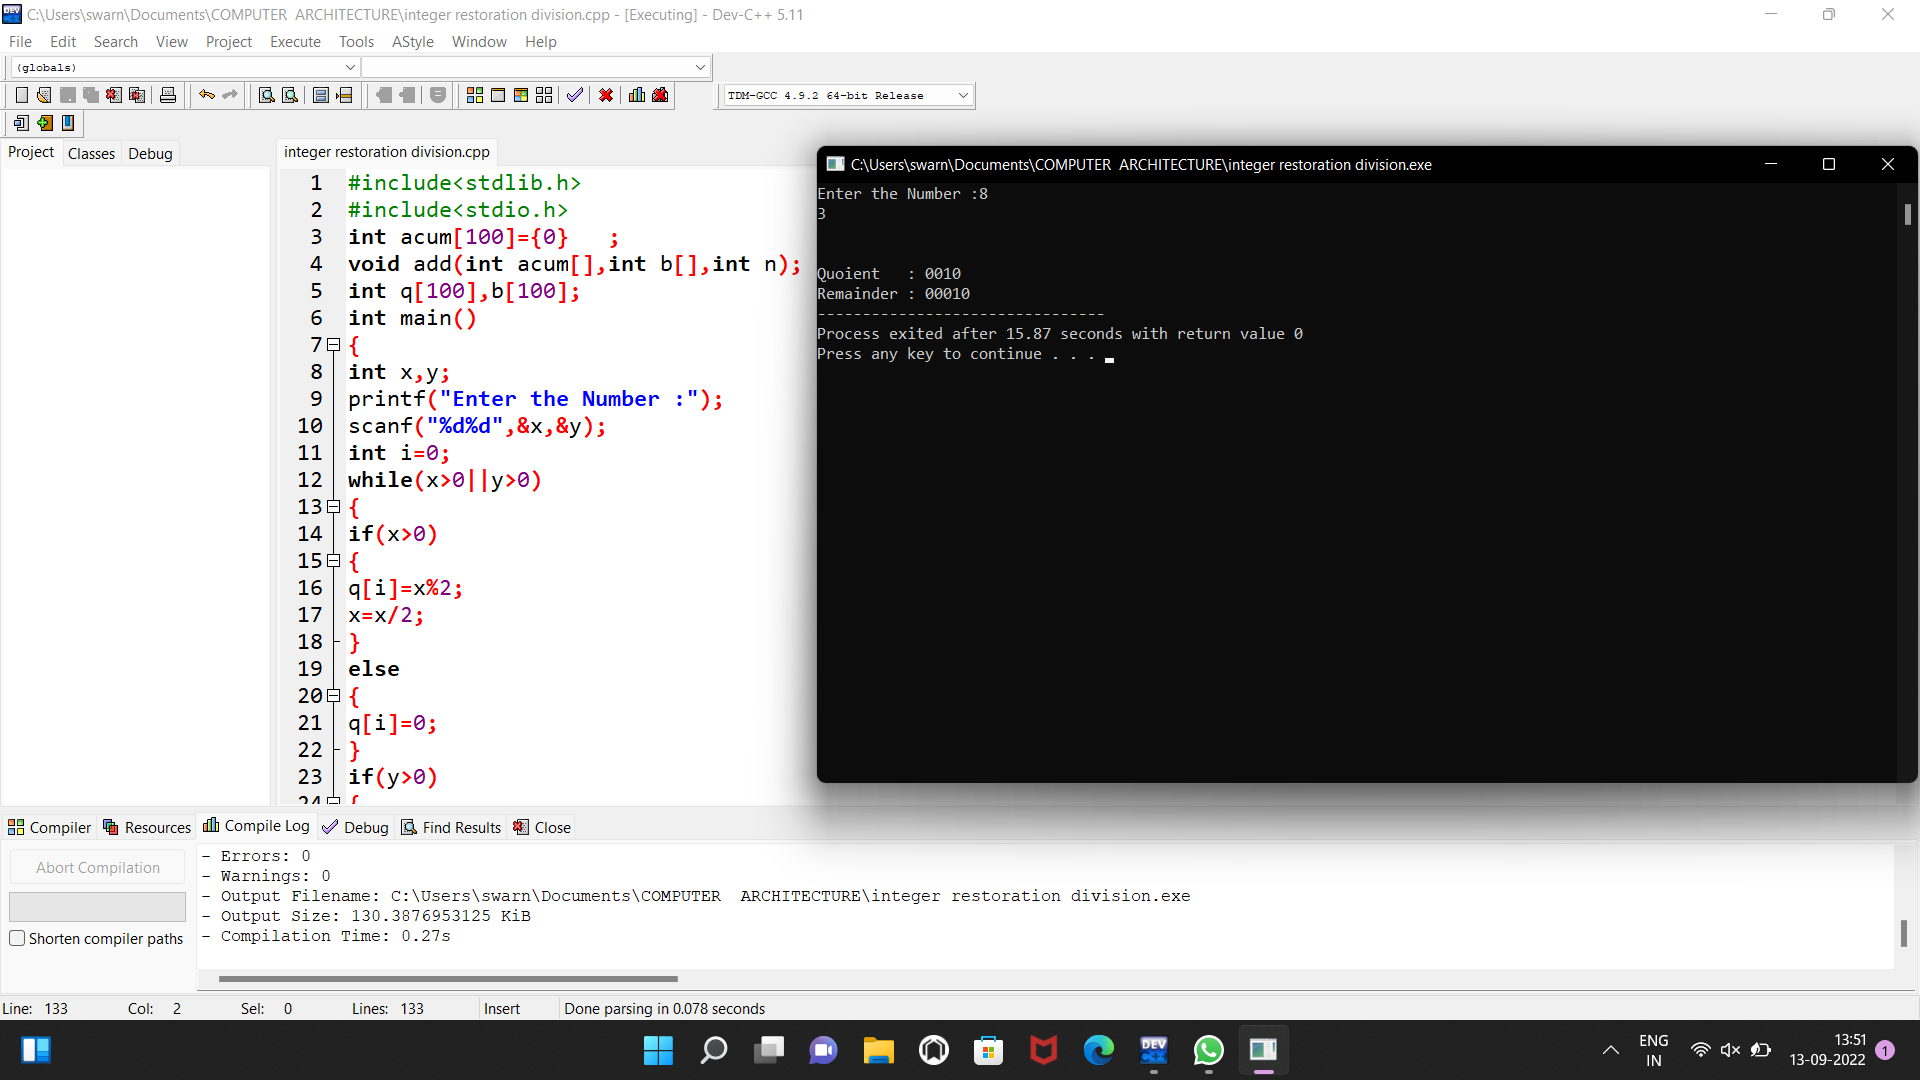 C:\Users\swarn\Documents\COMPUTER  ARCHITECTURE\integer restoration division.cpp - [Executing] - Dev-C++ 5.11
File Edit Search View Project Execute Tools AStyle Window Help
(globals)
TDM-GCC 4.9.2 64-bit Release
Project Classes Debug
integer restoration division.cpp
1 #include<stdlib.h>
2 #include<stdio.h>
3 int acum[100]={0}   ;
4 void add(int acum[],int b[],int n);
5 int q[100],b[100];
6 int main()
7 {
8 int x,y;
9 printf("Enter the Number :");
10 scanf("%d%d",&x,&y);
11 int i=0;
12 while(x>0||y>0)
13 {
14 if(x>0)
15 {
16 q[i]=x%2;
17 x=x/2;
18 }
19 else
20 {
21 q[i]=0;
22 }
23 if(y>0)
24 {
C:\Users\swarn\Documents\COMPUTER  ARCHITECTURE\integer restoration division.exe
Enter the Number :8
3
Quoient   : 0010
Remainder : 00010
--------------------------------
Process exited after 15.87 seconds with return value 0
Press any key to continue . . .
Compiler Resources Compile Log Debug Find Results Close
Abort Compilation
Shorten compiler paths
- Errors: 0
- Warnings: 0
- Output Filename: C:\Users\swarn\Documents\COMPUTER  ARCHITECTURE\integer restoration division.exe
- Output Size: 130.3876953125 KiB
- Compilation Time: 0.27s
Line: 133 Col: 2 Sel: 0 Lines: 133 Insert Done parsing in 0.078 seconds
DEV C++
ENG
IN
13:51
13-09-2022
1